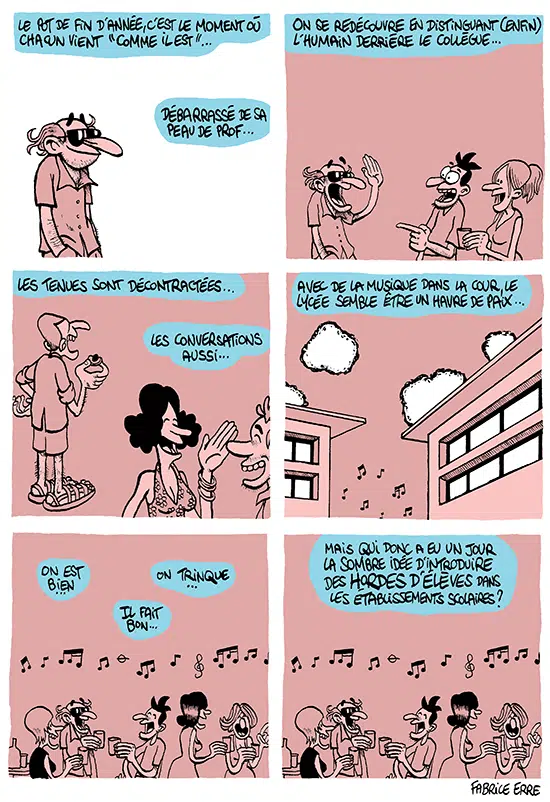 LE POT DE FIN D'ANNÉE, C'EST LE MOMENT OÙ
CHACUN VIENT "COMME IL EST"...
DÉBARRASSÉ DE SA
PEAU DE PROF...
ON SE REDÉCOUVRE EN DISTINGUANT (ENFIN)
L'HUMAIN DERRIÈRE LE COLLÈGUE...
LES TENUES SONT DÉCONTRACTÉES...
LES CONVERSATIONS
AUSSI...
AVEC DE LA MUSIQUE DANS LA COUR, LE
LYCÉE SEMBLE ÊTRE UN HAVRE DE PAIX...
ON EST
BIEN...
ON TRINQUE...
IL FAIT
BON...
MAIS QUI DONC A EU UN JOUR
LA SOMBRE IDÉE D'INTRODUIRE
DES HORDES D'ÉLÈVES DANS
LES ÉTABLISSEMENTS SCOLAIRES?
FABRICE ERRE